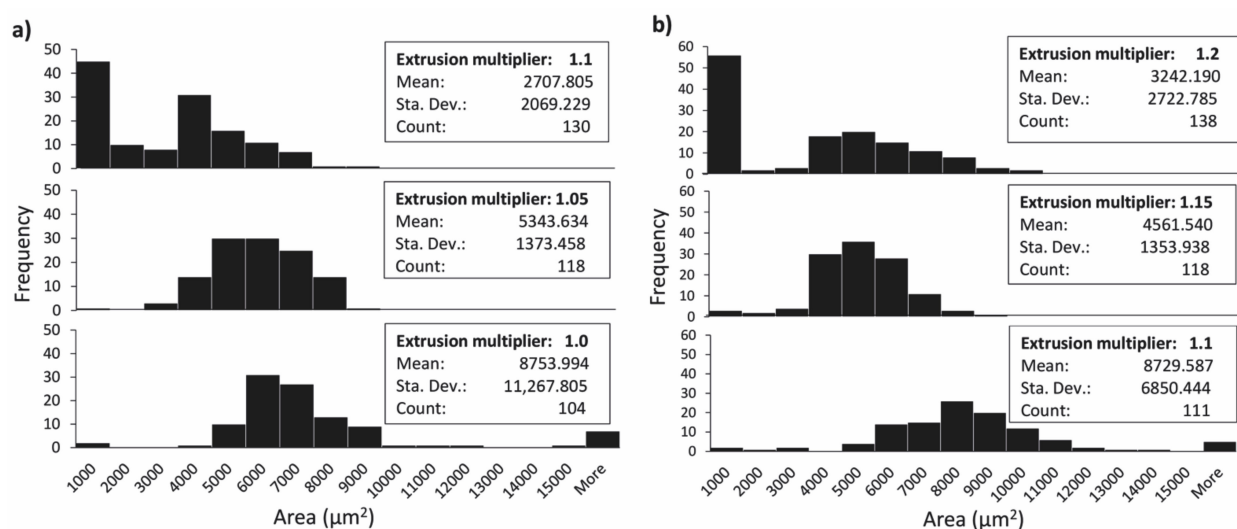 a)
Frequency
50
40
30
20
10
0
Extrusion multiplier: 1.1
Mean: 2707.805
Sta. Dev.: 2069.229
Count: 130
50
40
30
20
10
0
Extrusion multiplier: 1.05
Mean: 5343.634
Sta. Dev.: 1373.458
Count: 118
50
40
30
20
10
0
Extrusion multiplier: 1.0
Mean: 8753.994
Sta. Dev.: 11,267.805
Count: 104
1000 2000 3000 4000 5000 6000 7000 8000 9000 10000 11000 12000 13000 14000 15000 More
Area (μm²)
b)
Frequency
60
50
40
30
20
10
0
Extrusion multiplier: 1.2
Mean: 3242.190
Sta. Dev.: 2722.785
Count: 138
60
50
40
30
20
10
0
Extrusion multiplier: 1.15
Mean: 4561.540
Sta. Dev.: 1353.938
Count: 118
60
50
40
30
20
10
0
Extrusion multiplier: 1.1
Mean: 8729.587
Sta. Dev.: 6850.444
Count: 111
1000 2000 3000 4000 5000 6000 7000 8000 9000 10000 11000 12000 13000 14000 15000 More
Area (μm²)